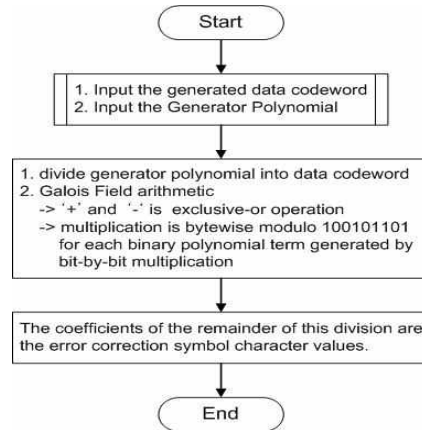 Start
1. Input the generated data codeword
2. Input the Generator Polynomial
1. divide generator polynomial into data codeword
2. Galois Field arithmetic
-> '+' and '-' is exclusive-or operation
-> multiplication is bytewise modulo 100101101
for each binary polynomial term generated by
bit-by-bit multiplication
The coefficients of the remainder of this division are
the error correction symbol character values.
End